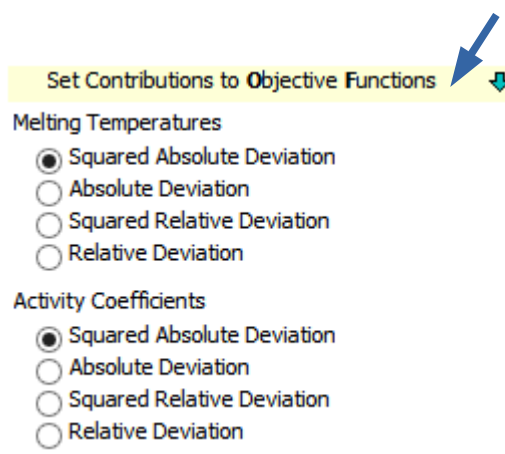 Set Contributions to Objective Functions
Melting Temperatures
Squared Absolute Deviation
Absolute Deviation
Squared Relative Deviation
Relative Deviation
Activity Coefficients
Squared Absolute Deviation
Absolute Deviation
Squared Relative Deviation
Relative Deviation